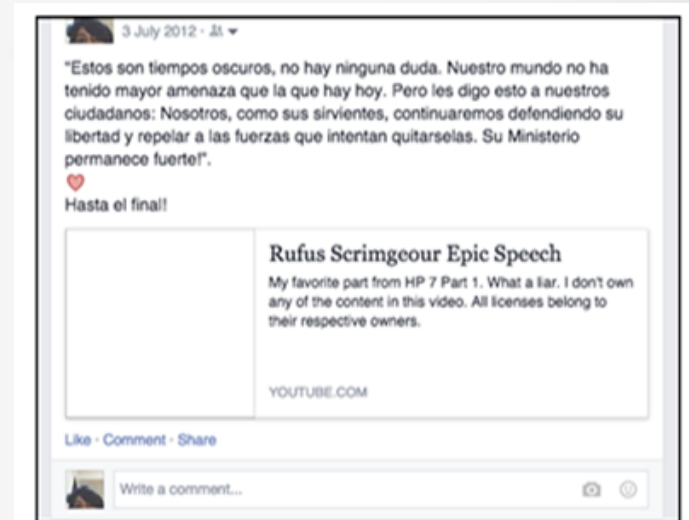 3 July 2012 ·
"Estos son tiempos oscuros, no hay ninguna duda. Nuestro mundo no ha
tenido mayor amenaza que la que hay hoy. Pero les digo esto a nuestros
ciudadanos: Nosotros, como sus sirvientes, continuaremos defendiendo su
libertad y repelar a las fuerzas que intentan quitarselas. Su Ministerio
permanece fuerte!".
Hasta el final!
Rufus Scrimgeour Epic Speech
My favorite part from HP 7 Part 1. What a liar. I don't own
any of the content in this video. All licenses belong to
their respective owners.
YOUTUBE.COM
Like · Comment · Share
Write a comment...